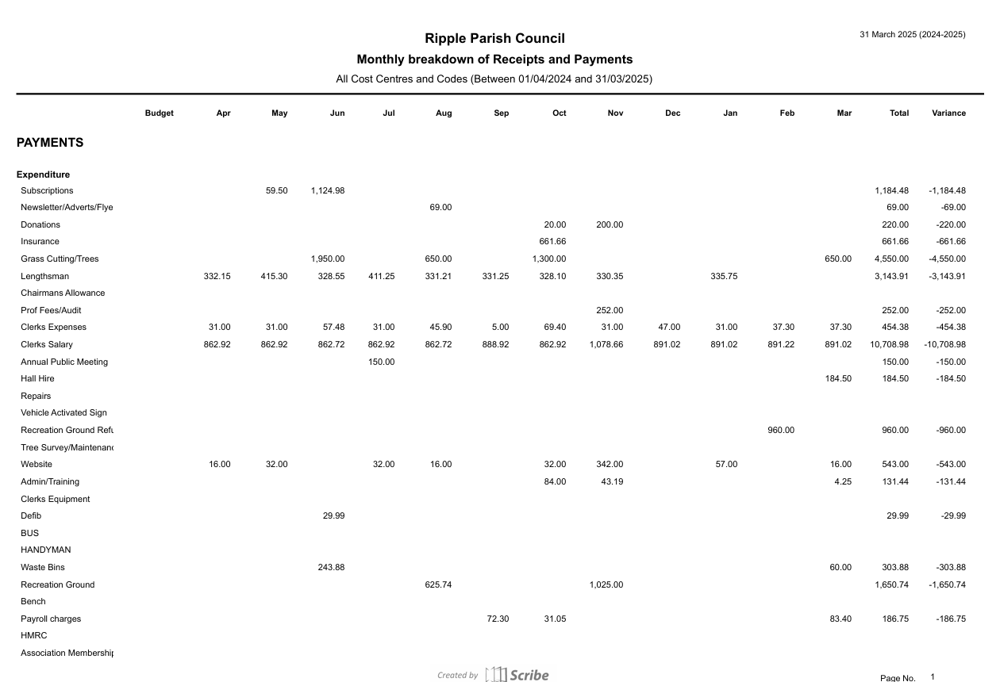 31 March 2025 (2024-2025)
Ripple Parish Council
Monthly breakdown of Receipts and Payments
All Cost Centres and Codes (Between 01/04/2024 and 31/03/2025)
Budget Apr May Jun Jul Aug Sep Oct Nov Dec Jan Feb Mar Total Variance
PAYMENTS
Expenditure
Subscriptions 59.50 1,124.98 1,184.48 -1,184.48
Newsletter/Adverts/Flye 69.00 69.00 -69.00
Donations 20.00 200.00 220.00 -220.00
Insurance 661.66 661.66 -661.66
Grass Cutting/Trees 1,950.00 650.00 1,300.00 650.00 4,550.00 -4,550.00
Lengthsman 332.15 415.30 328.55 411.25 331.21 331.25 328.10 330.35 335.75 3,143.91 -3,143.91
Chairmans Allowance
Prof Fees/Audit 252.00 252.00 -252.00
Clerks Expenses 31.00 31.00 57.48 31.00 45.90 5.00 69.40 31.00 47.00 31.00 37.30 37.30 454.38 -454.38
Clerks Salary 862.92 862.92 862.72 862.92 862.72 888.92 862.92 1,078.66 891.02 891.02 891.22 891.02 10,708.98 -10,708.98
Annual Public Meeting 150.00 150.00 -150.00
Hall Hire 184.50 184.50 -184.50
Repairs
Vehicle Activated Sign
Recreation Ground Refu 960.00 960.00 -960.00
Tree Survey/Maintenanc
Website 16.00 32.00 32.00 16.00 32.00 342.00 57.00 16.00 543.00 -543.00
Admin/Training 84.00 43.19 4.25 131.44 -131.44
Clerks Equipment
Defib 29.99 29.99 -29.99
BUS
HANDYMAN
Waste Bins 243.88 60.00 303.88 -303.88
Recreation Ground 625.74 1,025.00 1,650.74 -1,650.74
Bench
Payroll charges 72.30 31.05 83.40 186.75 -186.75
HMRC
Association Membership
Created by Scribe
Page No. 1